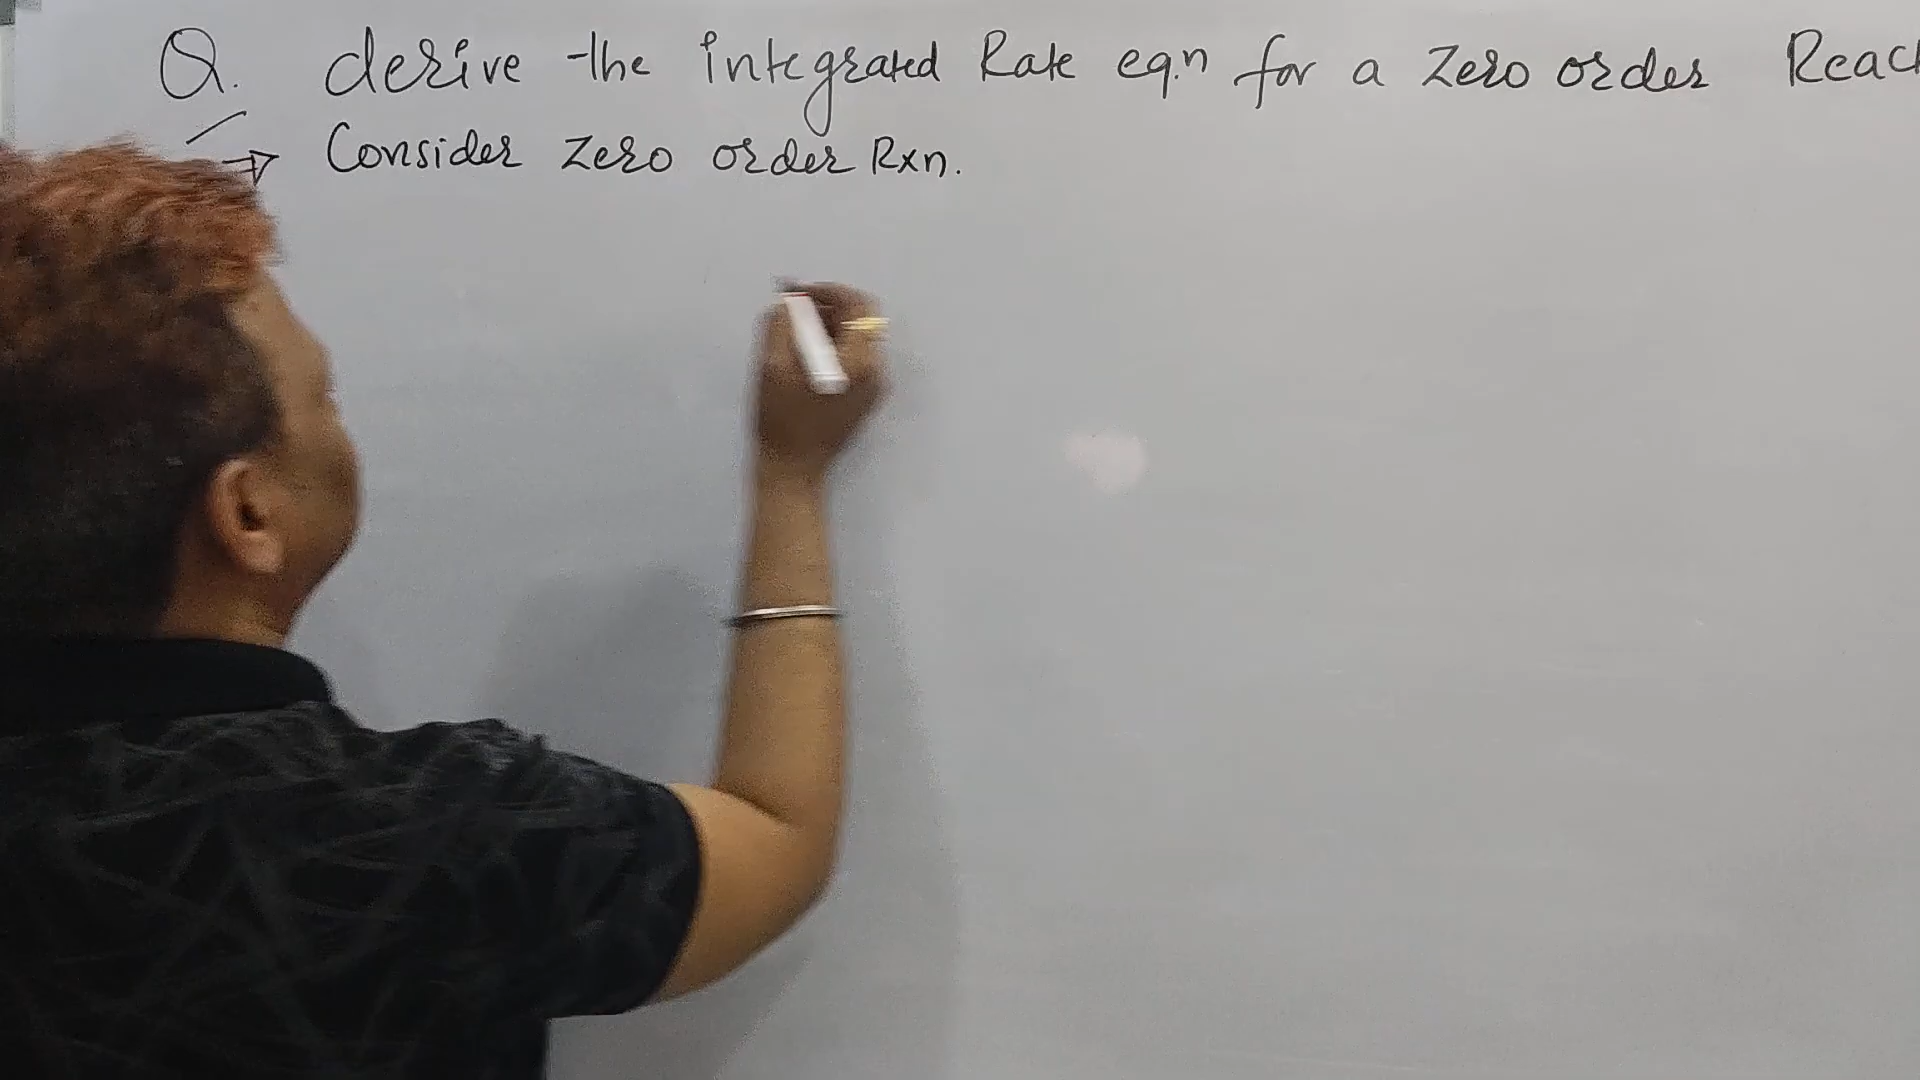 Q. derive the integrated Rate eq.n for a Zero order Reac
⇒ Consider Zero order Rxn.